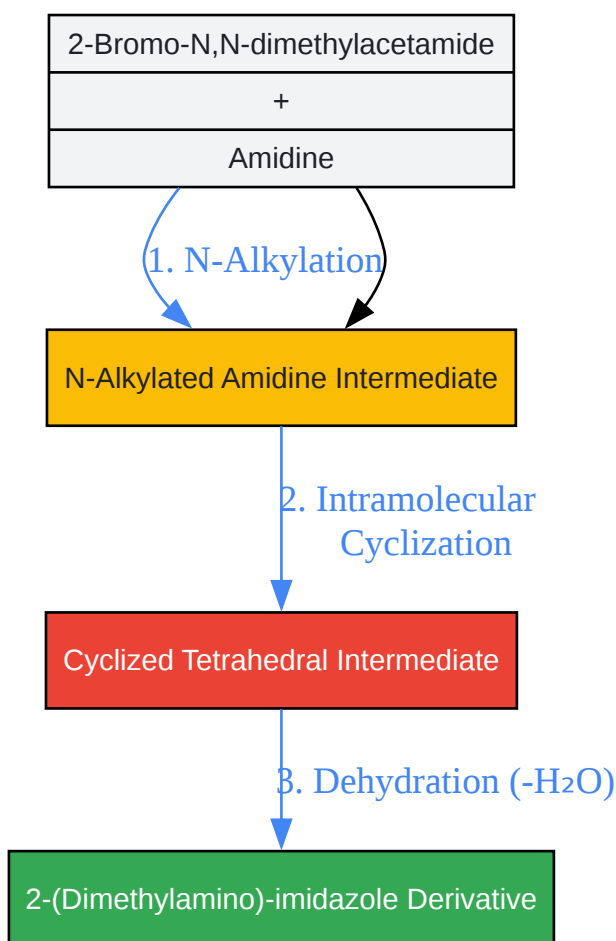 2-Bromo-N,N-dimethylacetamide
+
Amidine
1. N-Alkylation
N-Alkylated Amidine Intermediate
2. Intramolecular
Cyclization
Cyclized Tetrahedral Intermediate
3. Dehydration (-H₂O)
2-(Dimethylamino)-imidazole Derivative